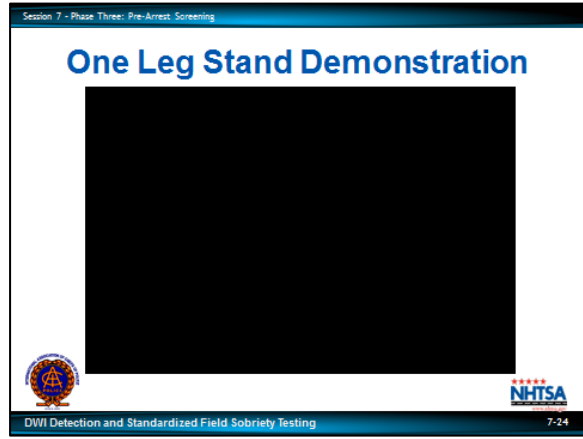 Session 7 - Phase Three: Pre-Arrest Screening
One Leg Stand Demonstration
NHTSA
DWI Detection and Standardized Field Sobriety Testing
7-24